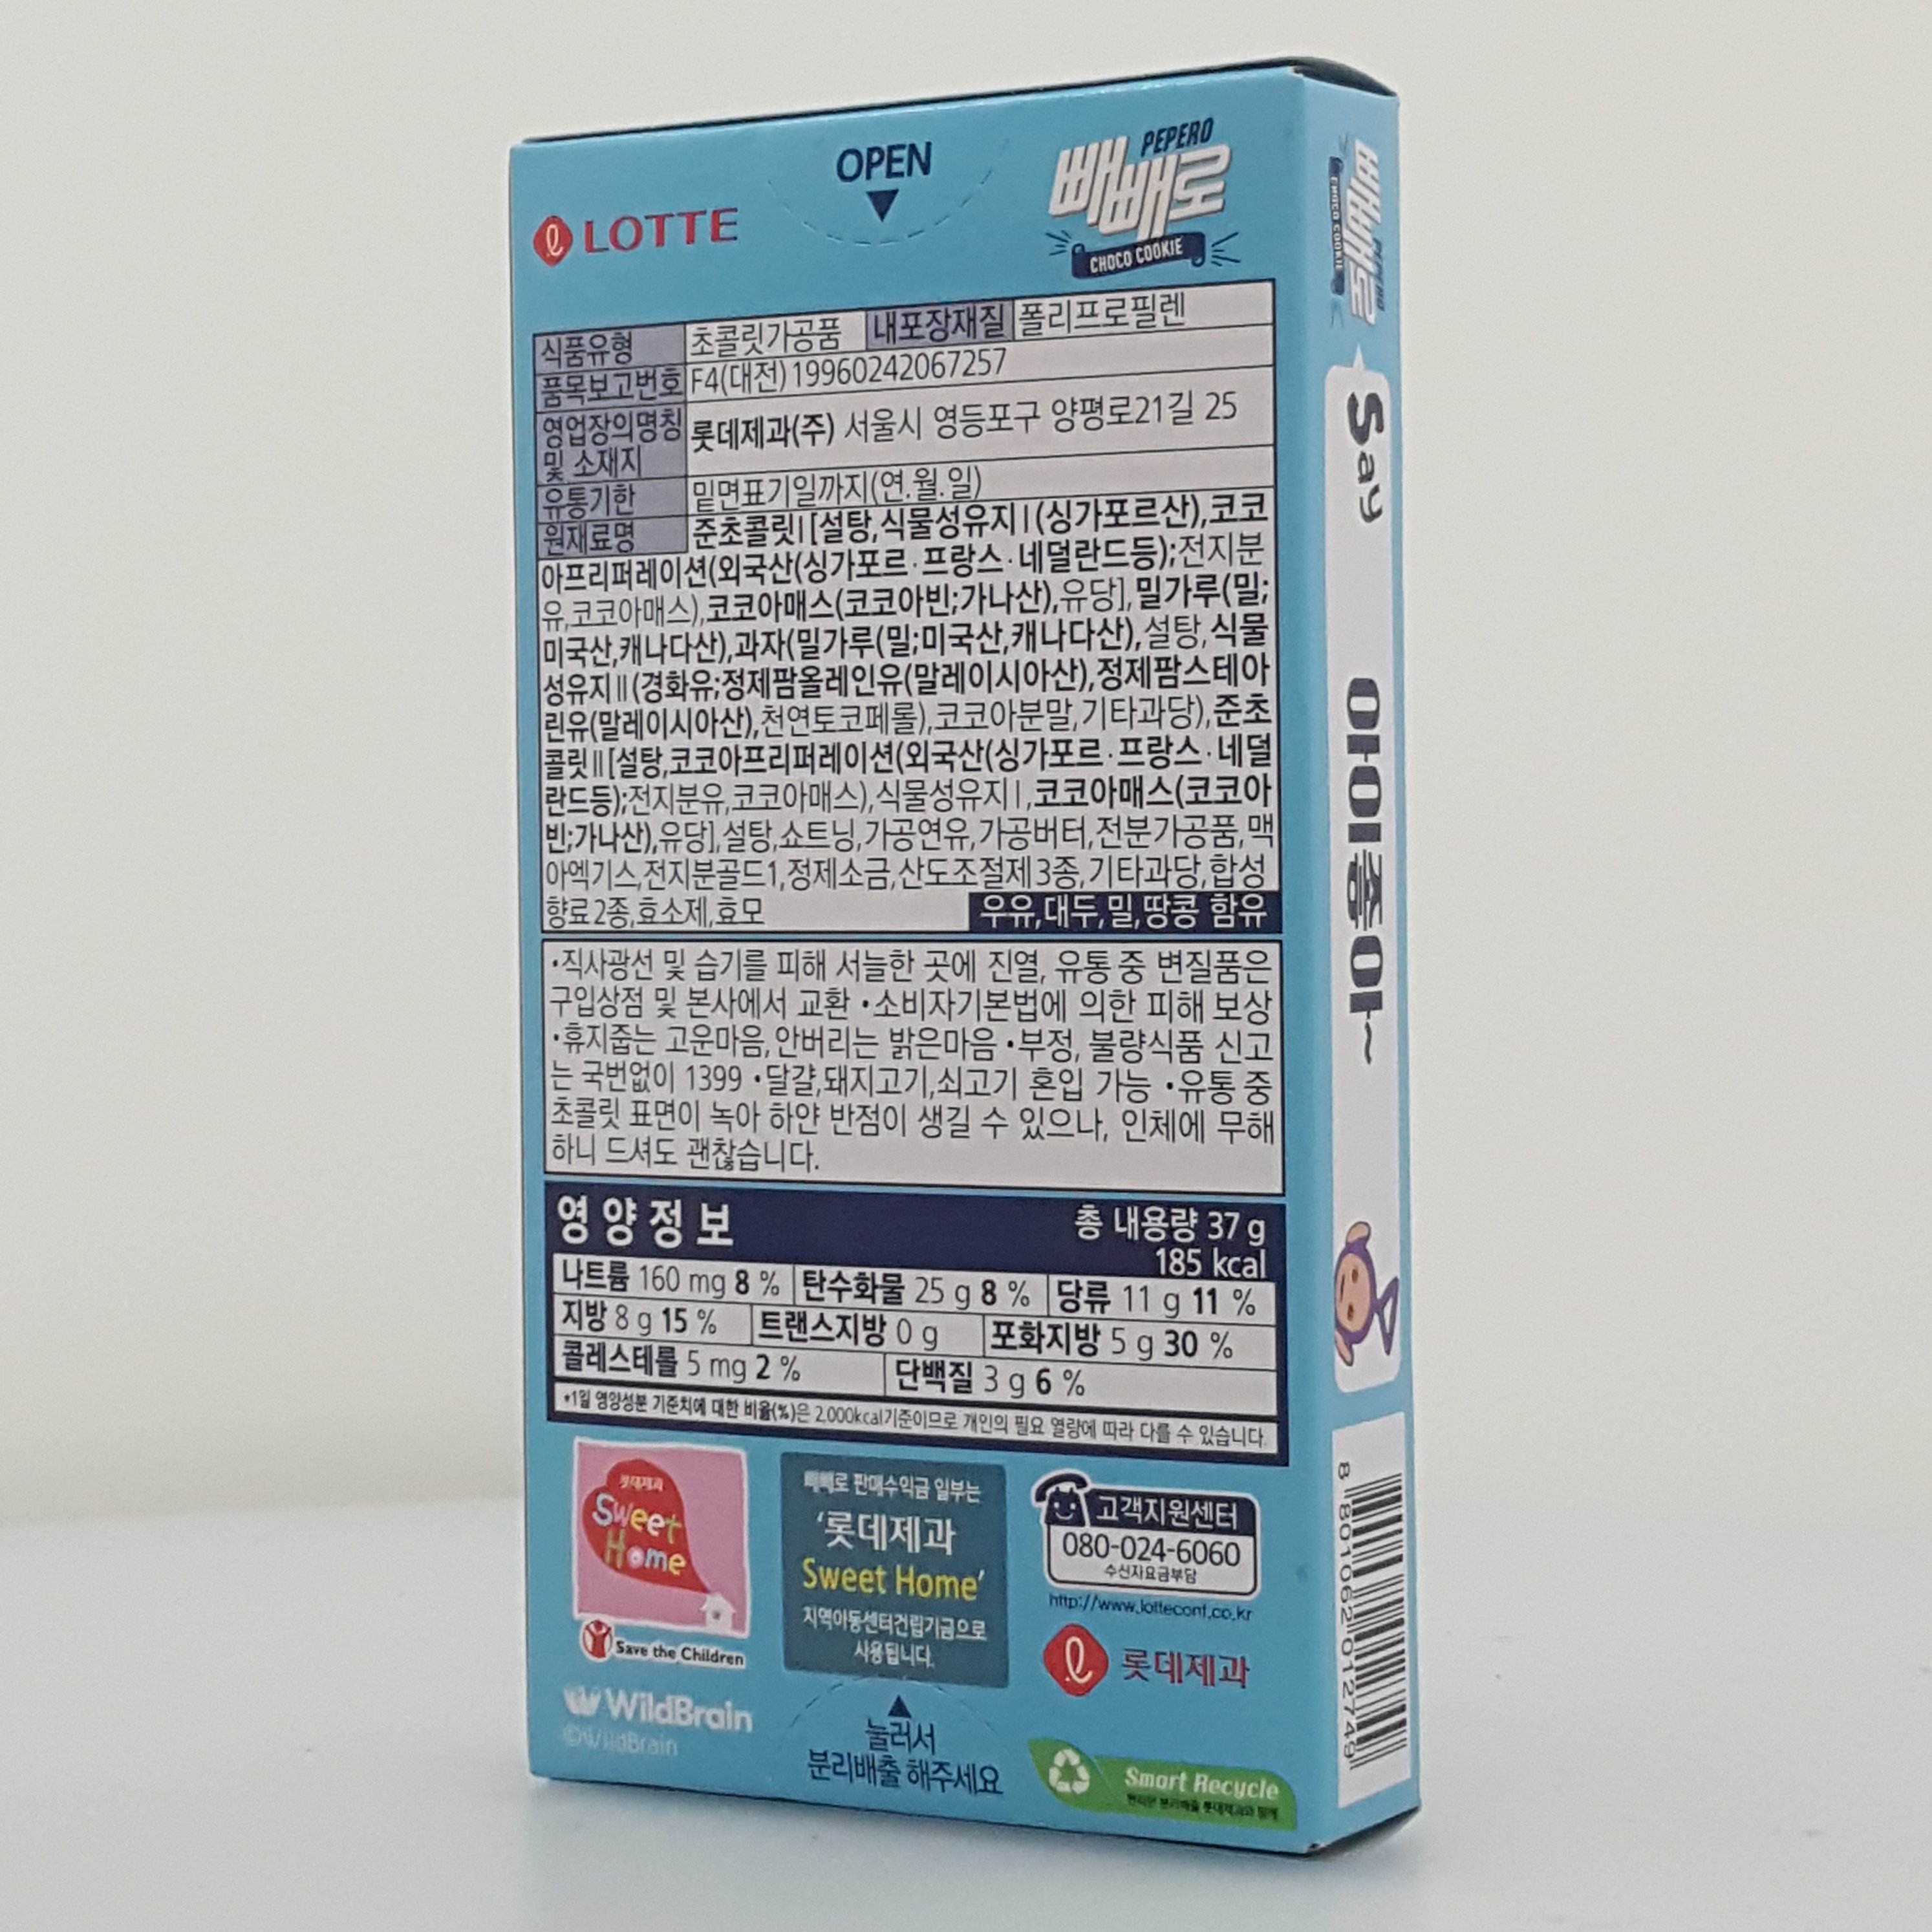 OPEN
LOTTE
PEPERO
빼빼로
CHOCO COOKIE
식품유형 초콜릿가공품 내포장재질 폴리프로필렌
품목보고번호 F4(대전)19960242067257
영업장의명칭 및 소재지 롯데제과(주) 서울시 영등포구 양평로21길 25
유통기한 밑면표기일까지(연.월.일)
원재료명 준초콜릿Ⅰ[설탕,식물성유지Ⅰ(싱가포르산),코코
아프리퍼레이션(외국산(싱가포르·프랑스·네덜란드등);전지분
유,코코아매스),코코아매스(코코아빈;가나산),유당],밀가루(밀;
미국산,캐나다산),과자(밀가루(밀;미국산,캐나다산),설탕,식물
성유지Ⅱ(경화유;정제팜올레인유(말레이시아산),정제팜스테아
린유(말레이시아산),천연토코페롤),코코아분말,기타과당),준초
콜릿Ⅱ[설탕,코코아프리퍼레이션(외국산(싱가포르·프랑스·네덜
란드등);전지분유,코코아매스),식물성유지Ⅰ,코코아매스(코코아
빈;가나산),유당],설탕,쇼트닝,가공연유,가공버터,전분가공품,맥
아엑기스,전지분골드1,정제소금,산도조절제3종,기타과당,합성
향료2종,효소제,효모 우유,대두,밀,땅콩 함유
•직사광선 및 습기를 피해 서늘한 곳에 진열, 유통 중 변질품은
구입상점 및 본사에서 교환 •소비자기본법에 의한 피해 보상
•휴지줍는 고운마음,안버리는 밝은마음 •부정, 불량식품 신고
는 국번없이 1399 •달걀,돼지고기,쇠고기 혼입 가능 •유통 중
초콜릿 표면이 녹아 하얀 반점이 생길 수 있으나, 인체에 무해
하니 드셔도 괜찮습니다.
영양정보 총 내용량 37 g
185 kcal
나트륨 160 mg 8 % 탄수화물 25 g 8 % 당류 11 g 11 %
지방 8 g 15 % 트랜스지방 0 g 포화지방 5 g 30 %
콜레스테롤 5 mg 2 % 단백질 3 g 6 %
*1일 영양성분 기준치에 대한 비율(%)은 2,000kcal기준이므로 개인의 필요 열량에 따라 다를 수 있습니다.
롯데제과
Sweet
Home
Save the Children
빼빼로 판매수익금 일부는
'롯데제과
Sweet Home'
지역아동센터건립기금으로
사용됩니다.
고객지원센터
080-024-6060
수신자요금부담
http://www.lotteconf.co.kr
롯데제과
WildBrain
©WildBrain
눌러서
분리배출 해주세요
Smart Recycle
편리한 분리배출 롯데제과와 함께
빼빼로
PEPERO
CHOCO COOKIE
Say 아이좋아~
8 801062 012749